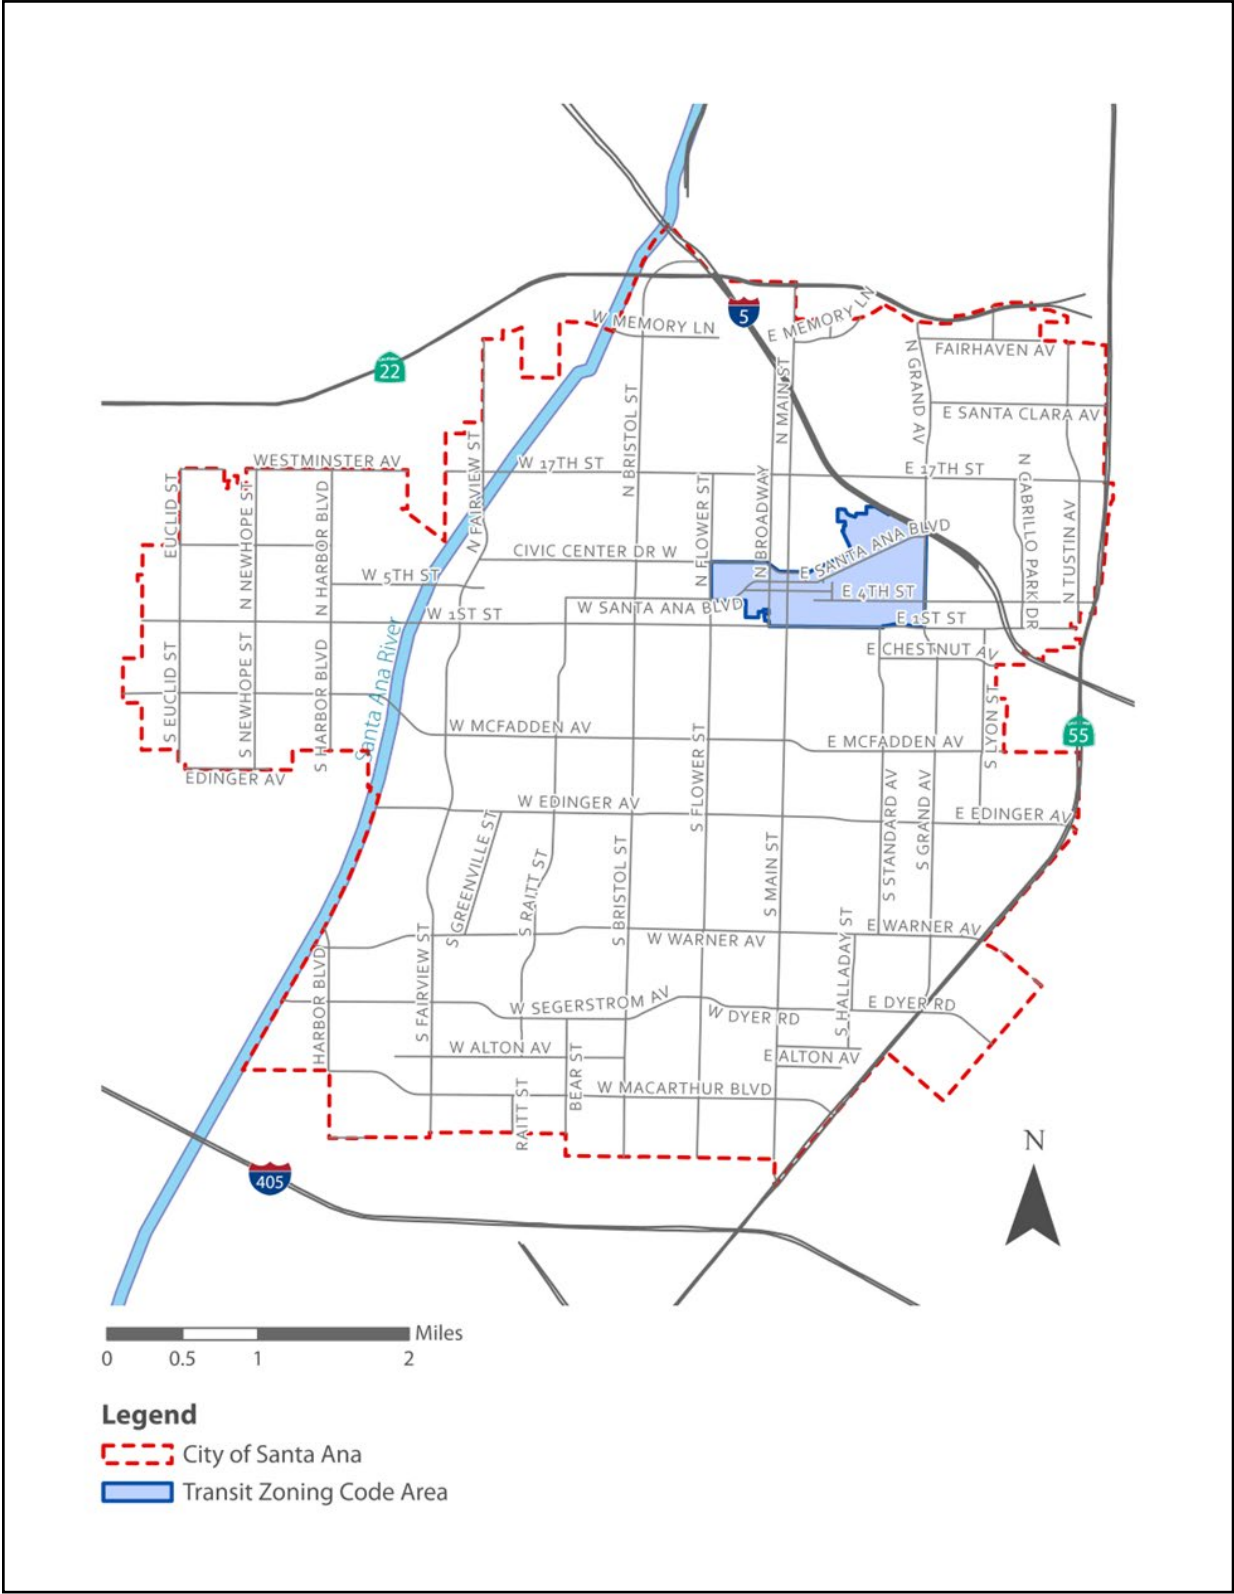 W MEMORY LN
5
E MEMORY LN
FAIRHAVEN AV
22
N GRAND AV
N MAIN ST
N BRISTOL ST
E SANTA CLARA AV
WESTMINSTER AV
N FAIRVIEW ST
W 17TH ST
E 17TH ST
EUCLID ST
N NEWHOPE ST
N HARBOR BLVD
N FLOWER ST
N BROADWAY
N CABRILLO PARK DR
N TUSTIN AV
CIVIC CENTER DR W
E SANTA ANA BLVD
W 5TH ST
E 4TH ST
W SANTA ANA BLVD
W 1ST ST
E 1ST ST
Santa Ana River
S EUCLID ST
S NEWHOPE ST
S HARBOR BLVD
E CHESTNUT AV
S LYON ST
W MCFADDEN AV
E MCFADDEN AV
55
S FLOWER ST
EDINGER AV
W EDINGER AV
E EDINGER AV
S GREENVILLE ST
S RAITT ST
S BRISTOL ST
S MAIN ST
S STANDARD AV
S GRAND AV
W WARNER AV
E WARNER AV
S HALLADAY ST
HARBOR BLVD
S FAIRVIEW ST
W SEGERSTROM AV
W DYER RD
E DYER RD
W ALTON AV
E ALTON AV
BEAR ST
RAITT ST
W MACARTHUR BLVD
405
N
Miles
0 0.5 1 2
Legend
City of Santa Ana
Transit Zoning Code Area